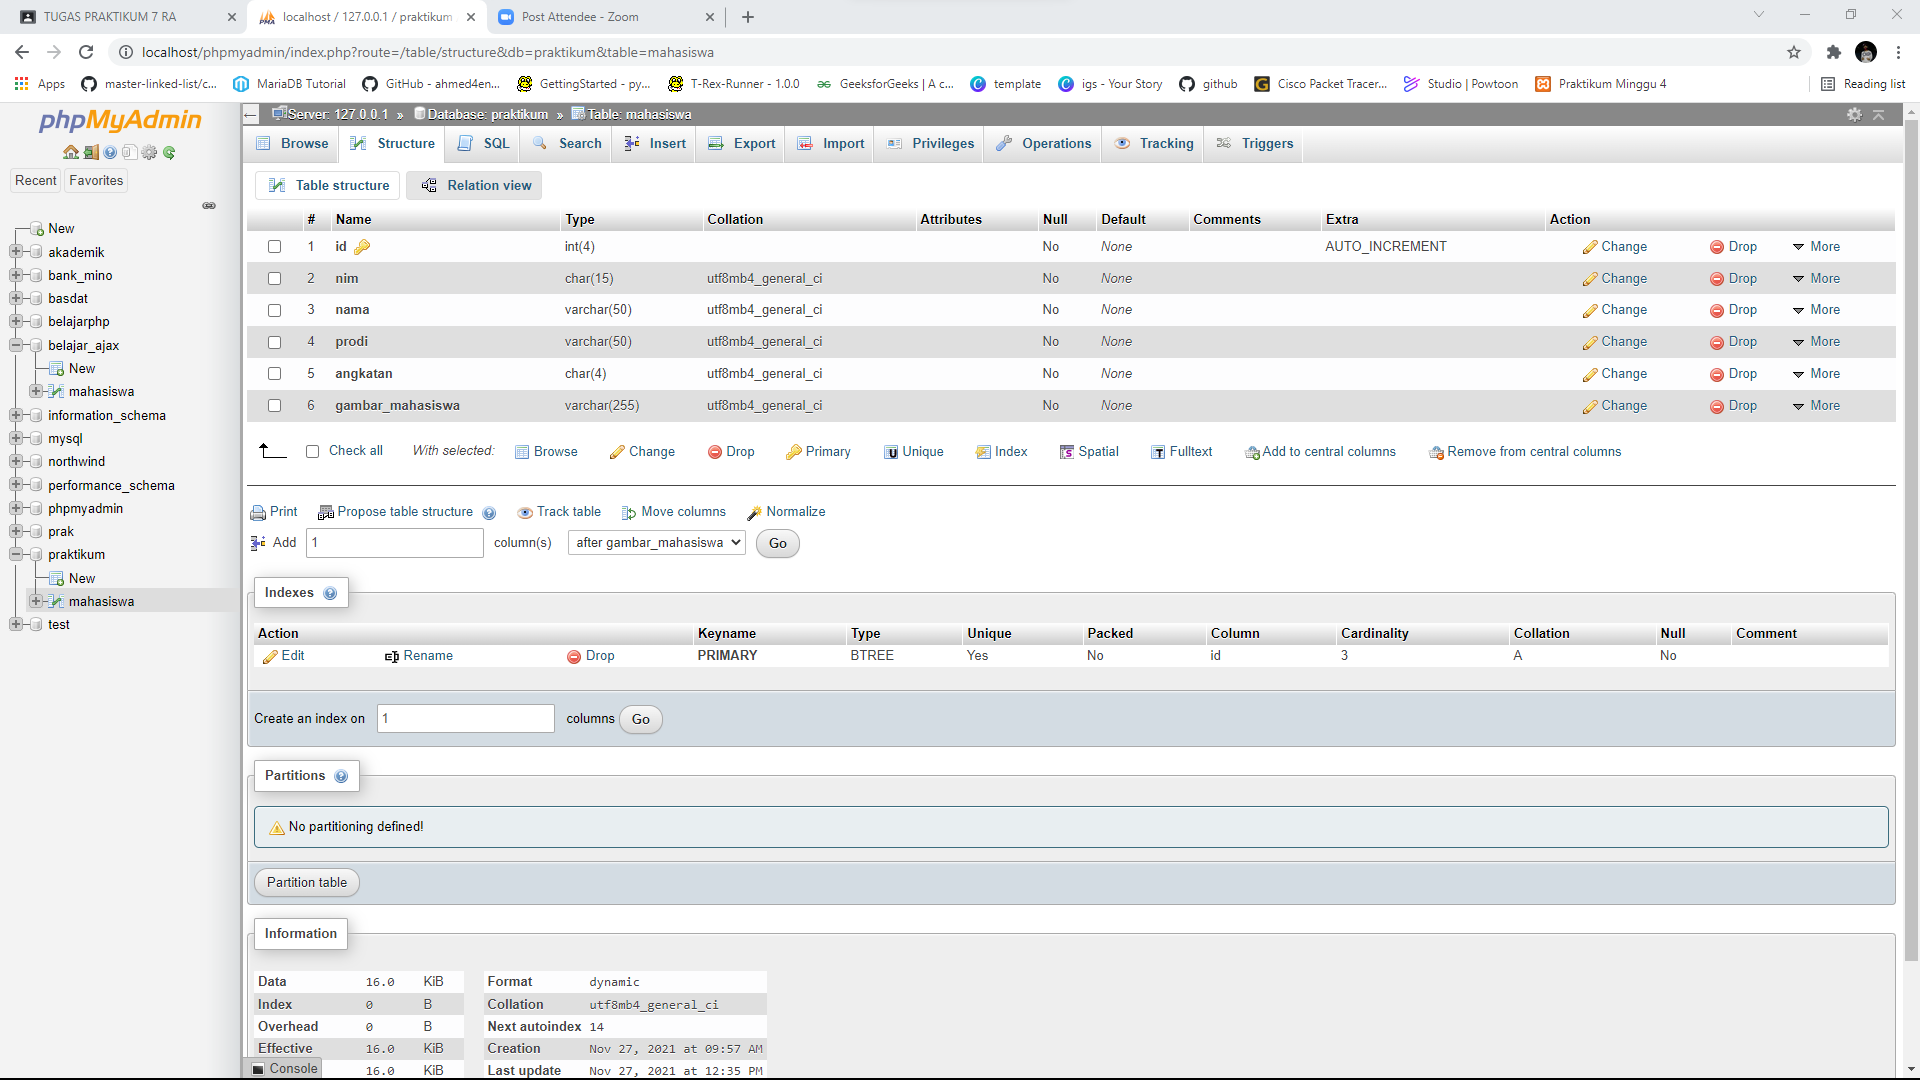 TUGAS PRAKTIKUM 7 RA
localhost / 127.0.0.1 / praktikum
Post Attendee - Zoom
localhost/phpmyadmin/index.php?route=/table/structure&db=praktikum&table=mahasiswa
Apps master-linked-list/c... MariaDB Tutorial GitHub - ahmed4en... GettingStarted - py... T-Rex-Runner - 1.0.0 GeeksforGeeks | A c... template igs - Your Story github Cisco Packet Tracer... Studio | Powtoon Praktikum Minggu 4 Reading list
phpMyAdmin
Recent Favorites
New
akademik
bank_mino
basdat
belajarphp
belajar_ajax
New
mahasiswa
information_schema
mysql
northwind
performance_schema
phpmyadmin
prak
praktikum
New
mahasiswa
test
Server: 127.0.0.1 » Database: praktikum » Table: mahasiswa
Browse Structure SQL Search Insert Export Import Privileges Operations Tracking Triggers
Table structure Relation view
# Name Type Collation Attributes Null Default Comments Extra Action
1 id int(4) No None AUTO_INCREMENT Change Drop More
2 nim char(15) utf8mb4_general_ci No None Change Drop More
3 nama varchar(50) utf8mb4_general_ci No None Change Drop More
4 prodi varchar(50) utf8mb4_general_ci No None Change Drop More
5 angkatan char(4) utf8mb4_general_ci No None Change Drop More
6 gambar_mahasiswa varchar(255) utf8mb4_general_ci No None Change Drop More
Check all With selected: Browse Change Drop Primary Unique Index Spatial Fulltext Add to central columns Remove from central columns
Print Propose table structure Track table Move columns Normalize
Add 1 column(s) after gambar_mahasiswa Go
Indexes
Action Keyname Type Unique Packed Column Cardinality Collation Null Comment
Edit Rename Drop PRIMARY BTREE Yes No id 3 A No
Create an index on 1 columns Go
Partitions
No partitioning defined!
Partition table
Information
Data 16.0 KiB Format dynamic
Index 0 B Collation utf8mb4_general_ci
Overhead 0 B Next autoindex 14
Effective 16.0 KiB Creation Nov 27, 2021 at 09:57 AM
Console 16.0 KiB Last update Nov 27, 2021 at 12:35 PM